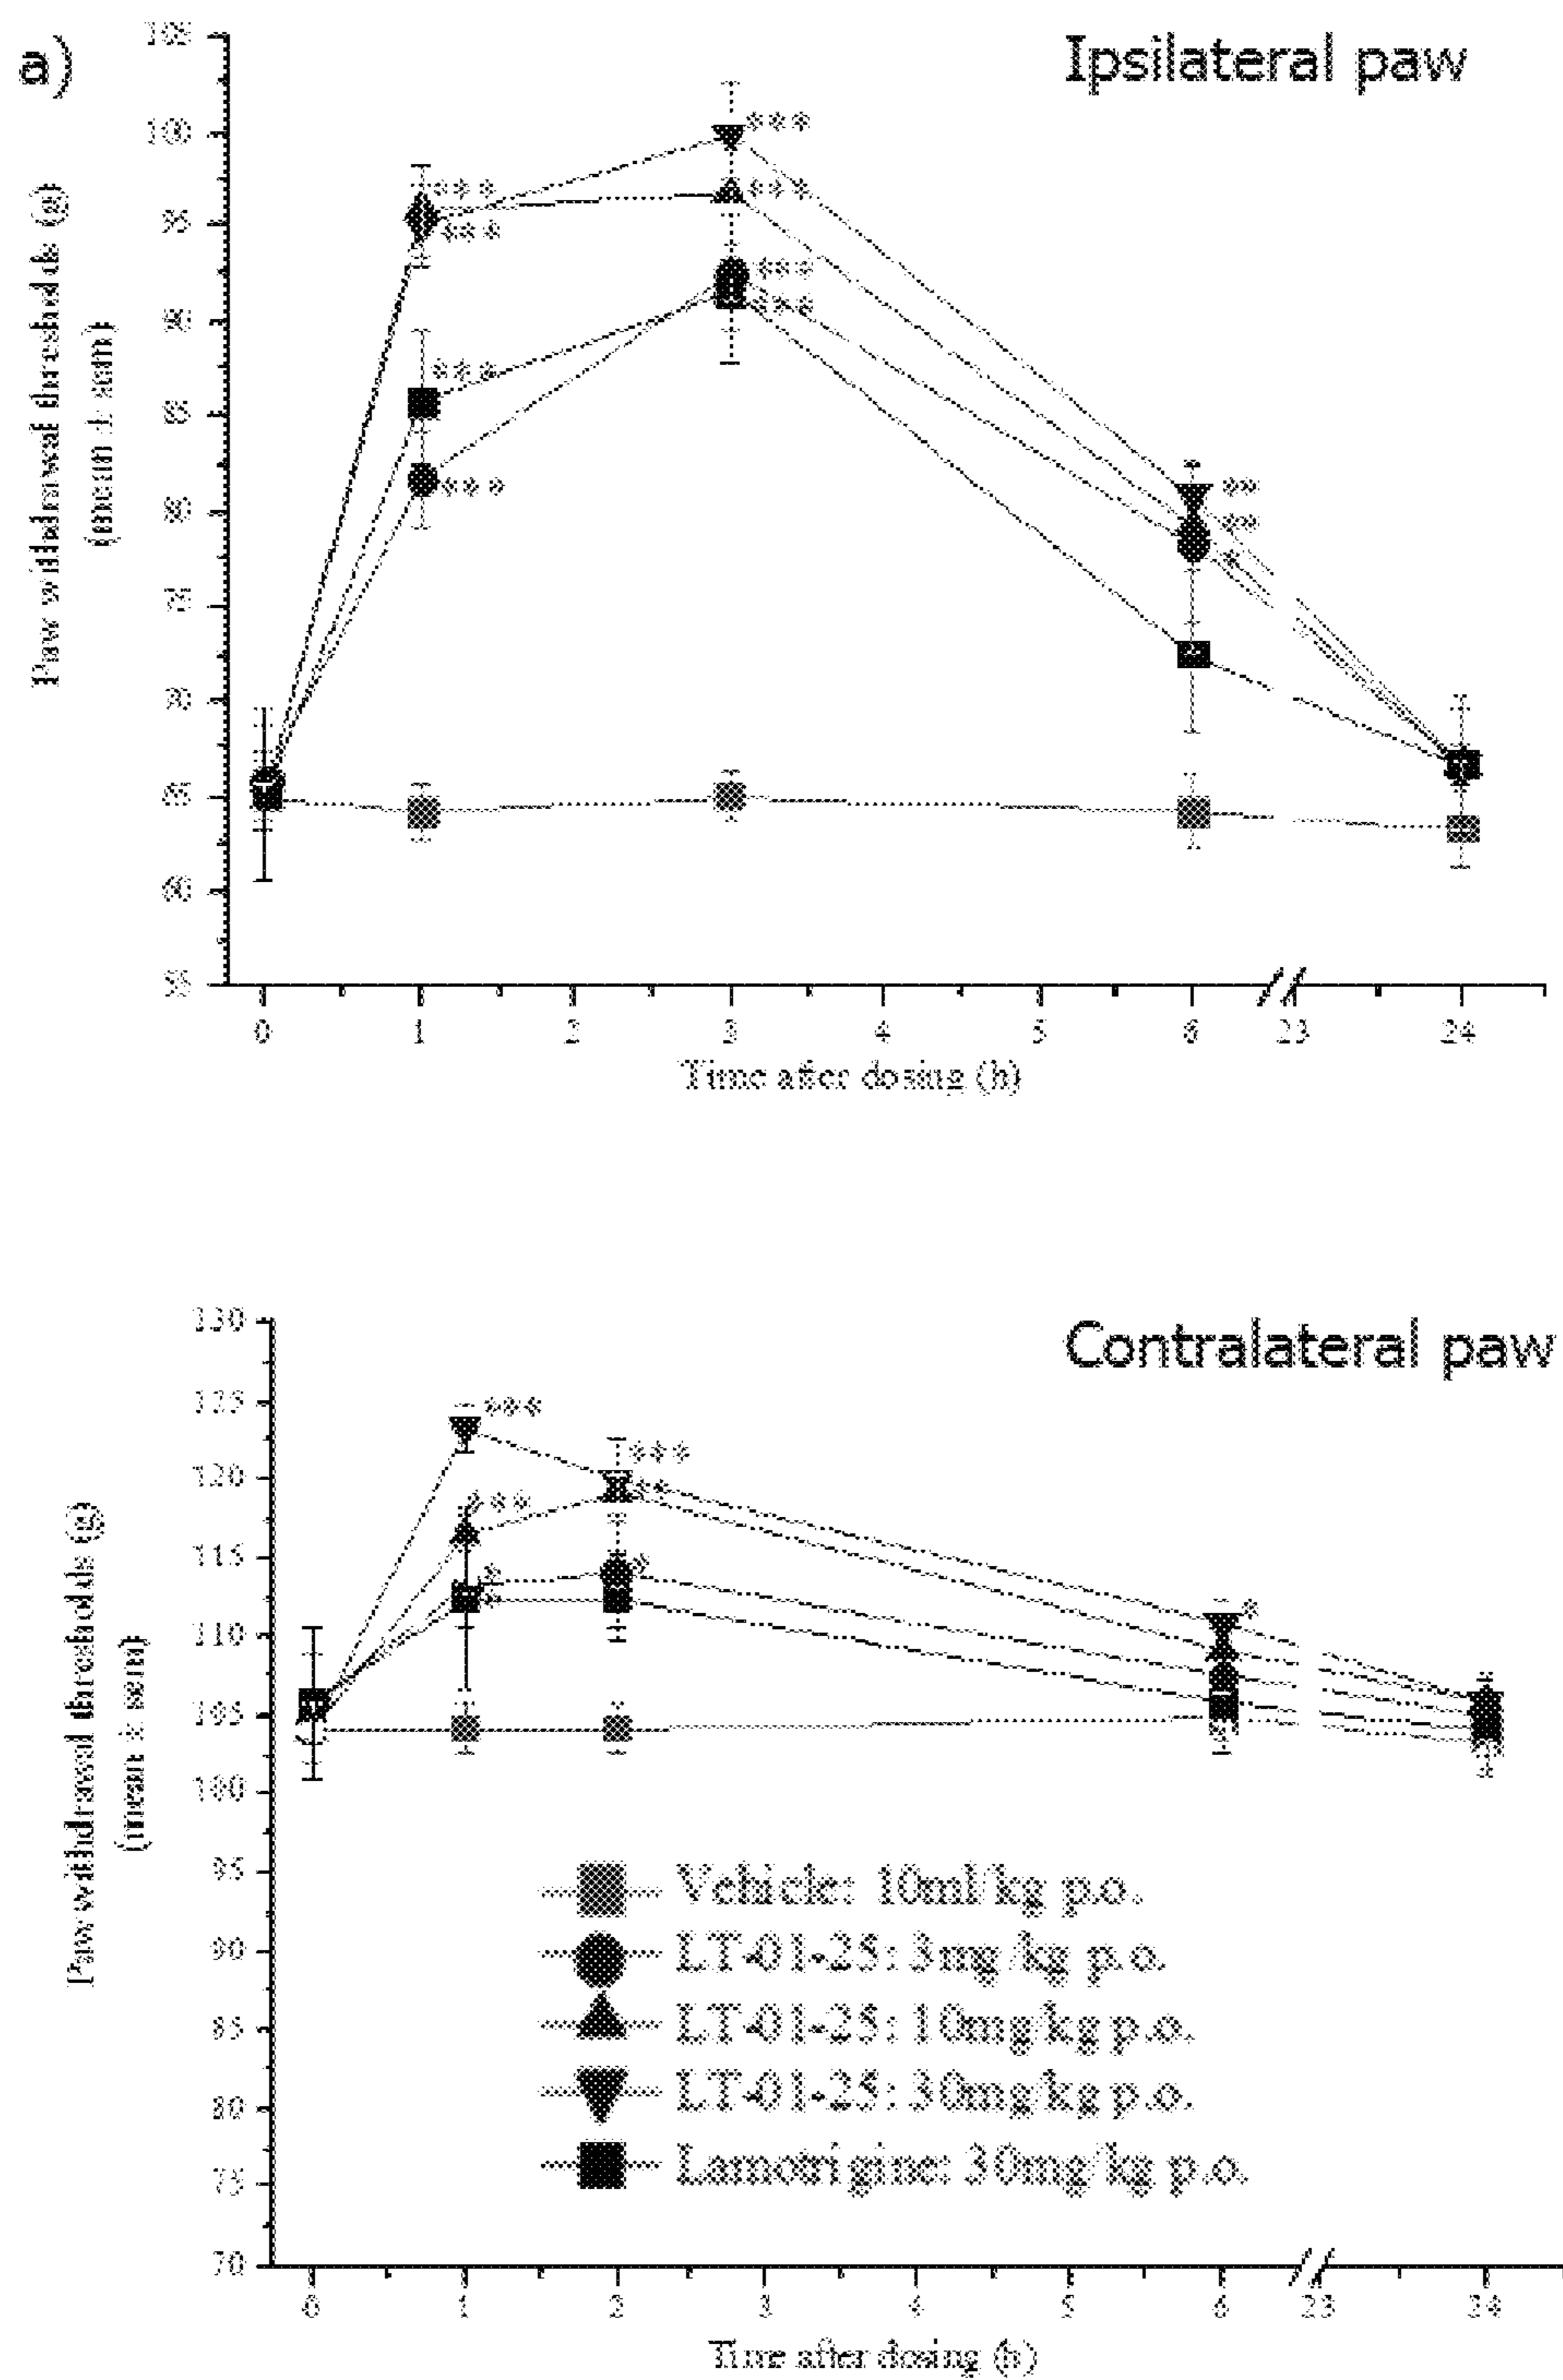 a)
Ipsilateral paw
Paw withdrawal thresholds (g)
(mean ± sem)
105
100
95
90
85
80
75
70
65
60
55
***
***
***
***
***
***
***
***
**
**
*
0 1 2 3 4 5 6 23 24
Time after dosing (h)
Contralateral paw
Paw withdrawal thresholds (g)
(mean ± sem)
130
125
120
115
110
105
100
95
90
85
80
75
70
***
***
***
**
*
*
*
*
Vehicle: 10ml/kg p.o.
LT-01-25: 3mg/kg p.o.
LT-01-25: 10mg/kg p.o.
LT-01-25: 30mg/kg p.o.
Lamotrigine: 30mg/kg p.o.
0 1 2 3 4 5 6 23 24
Time after dosing (h)